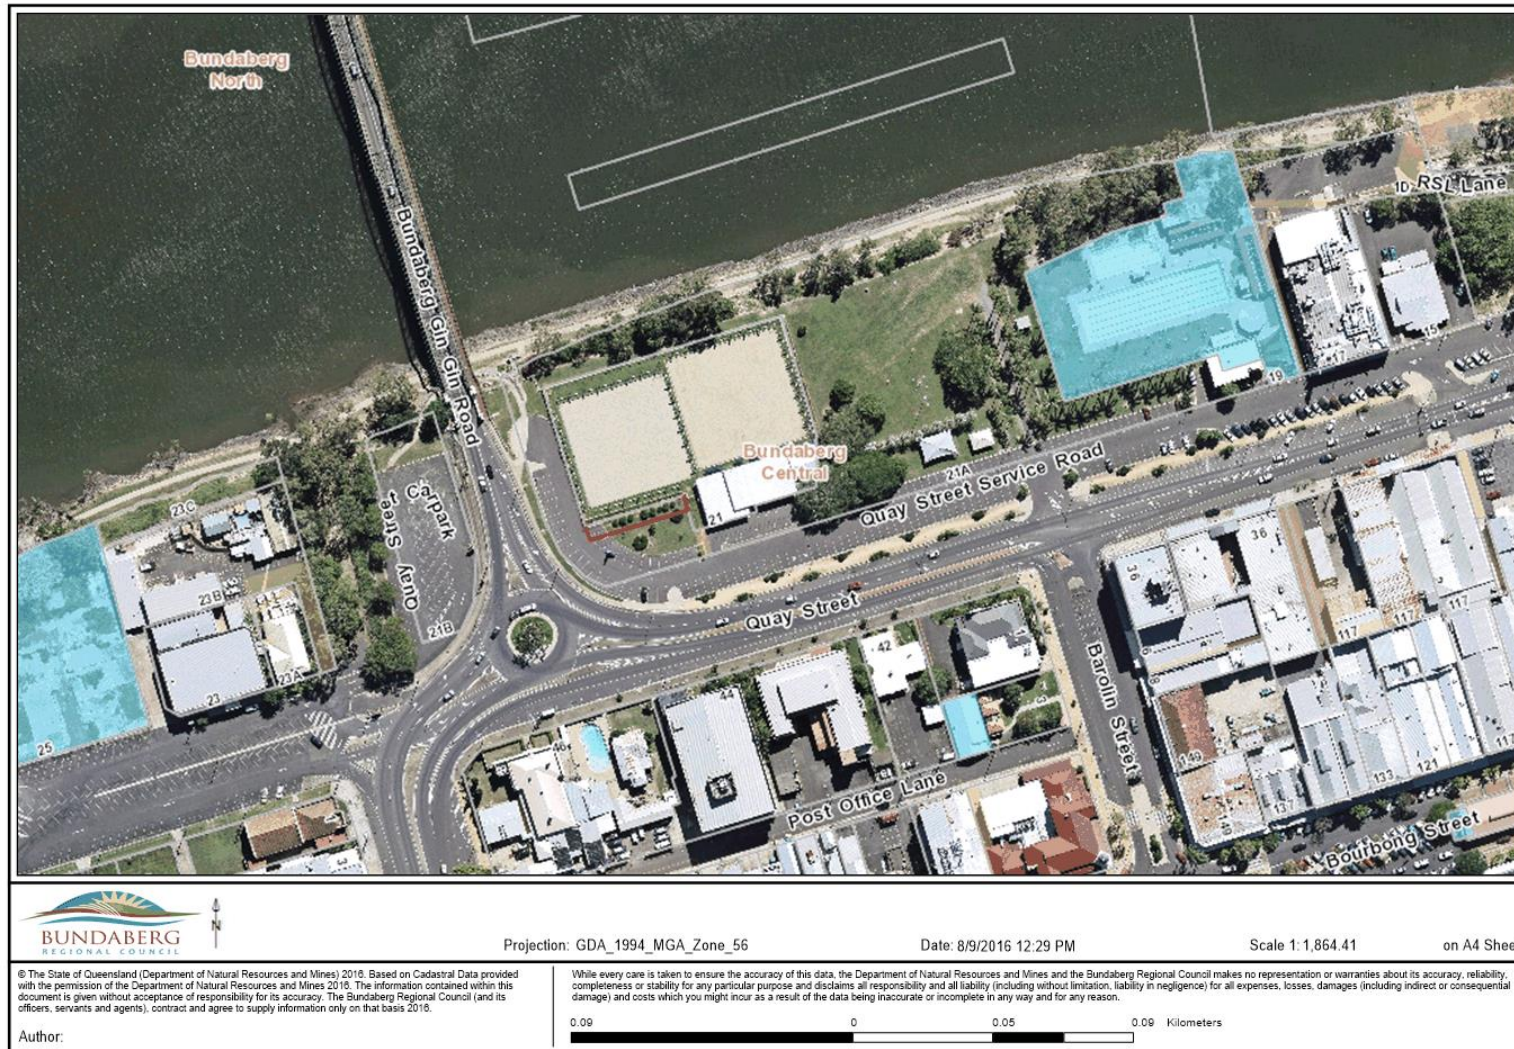 Bundaberg
North
Bundaberg Gin Gin Road
1D
RSL Lane
15
17
19
Bundaberg
Central
21A
Quay Street Service Road
21
Carpark
Quay Street
21B
23C
23B
23A
23
25
Quay Street
36
36
42
44
46
3
6
9
117
117
117
117
121
133
137
149
149
Barolin Street
Post Office Lane
Bourbong Street
BUNDABERG
REGIONAL COUNCIL
N
Projection: GDA_1994_MGA_Zone_56
Date: 8/9/2016 12:29 PM
Scale 1: 1,864.41
on A4 Shee
© The State of Queensland (Department of Natural Resources and Mines) 2016. Based on Cadastral Data provided
with the permission of the Department of Natural Resources and Mines 2016. The information contained within this
document is given without acceptance of responsibility for its accuracy. The Bundaberg Regional Council (and its
officers, servants and agents), contract and agree to supply information only on that basis 2016.
Author:
While every care is taken to ensure the accuracy of this data, the Department of Natural Resources and Mines and the Bundaberg Regional Council makes no representation or warranties about its accuracy, reliability,
completeness or stability for any particular purpose and disclaims all responsibility and all liability (including without limitation, liability in negligence) for all expenses, losses, damages (including indirect or consequential
damage) and costs which you might incur as a result of the data being inaccurate or incomplete in any way and for any reason.
0.09 0 0.05 0.09 Kilometers